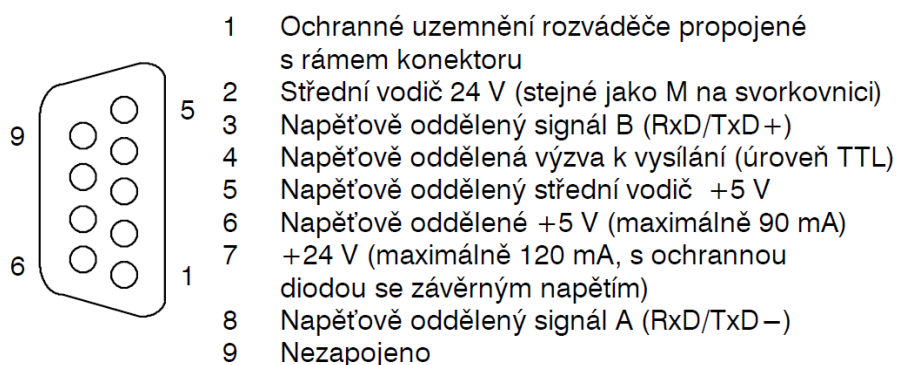 1 Ochranné uzemnění rozváděče propojené
s rámem konektoru
2 Střední vodič 24 V (stejné jako M na svorkovnici)
3 Napěťově oddělený signál B (RxD/TxD+)
4 Napěťově oddělená výzva k vysílání (úroveň TTL)
5 Napěťově oddělený střední vodič +5 V
6 Napěťově oddělené +5 V (maximálně 90 mA)
7 +24 V (maximálně 120 mA, s ochrannou
diodou se závěrným napětím)
8 Napěťově oddělený signál A (RxD/TxD−)
9 Nezapojeno
5
9
6
1